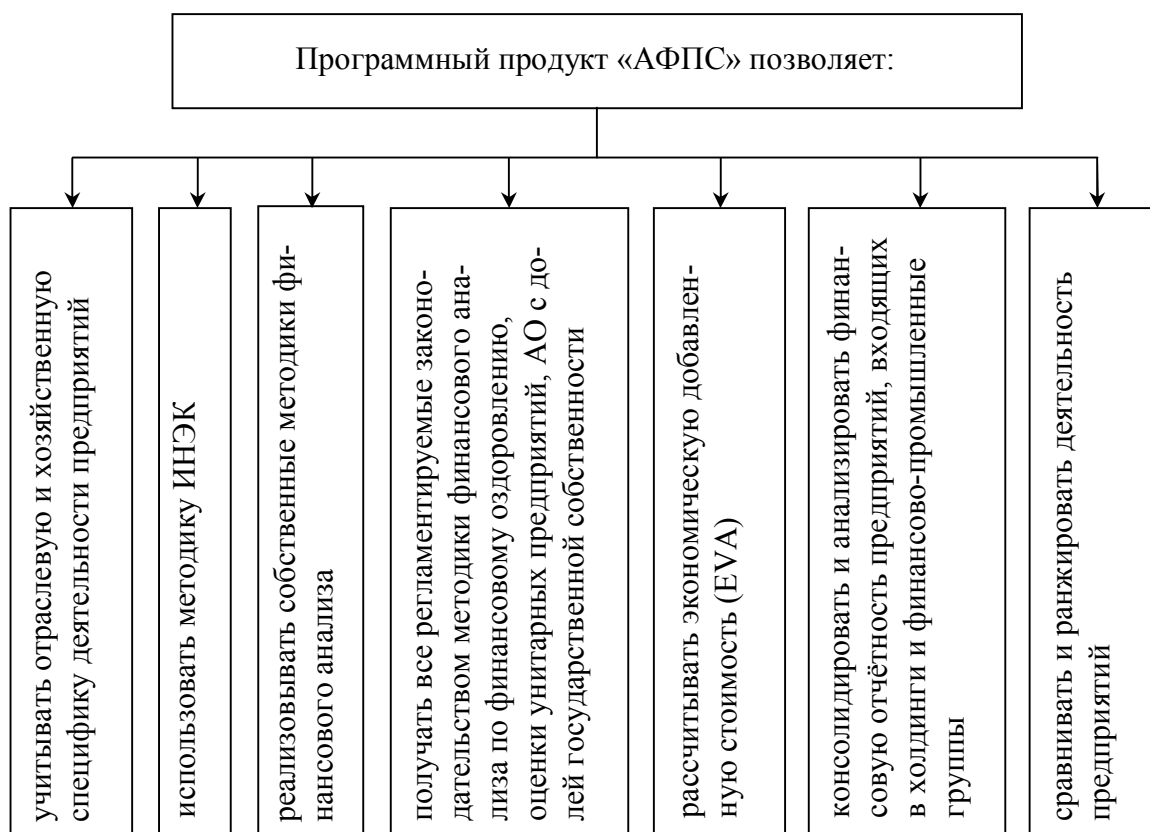 Программный продукт «АФПС» позволяет:
учитывать отраслевую и хозяйственную
специфику деятельности предприятий
использовать методику ИНЭК
реализовывать собственные методики фи-
нансового анализа
получать все регламентируемые законо-
дательством методики финансового ана-
лиза по финансовому оздоровлению,
оценки унитарных предприятий, АО с до-
лей государственной собственности
рассчитывать экономическую добавлен-
ную стоимость (EVA)
консолидировать и анализировать финан-
совую отчётность предприятий, входящих
в холдинги и финансово-промышленные
группы
сравнивать и ранжировать деятельность
предприятий